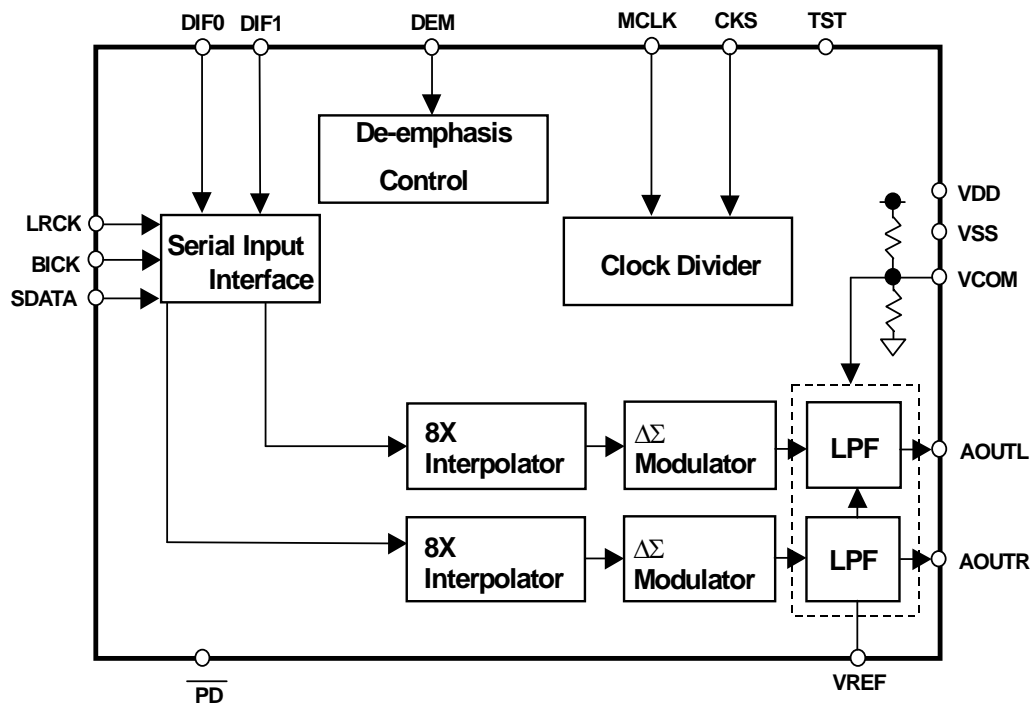 DIF0 DIF1 DEM MCLK CKS TST
De-emphasis
Control
VDD
LRCK
Serial Input
Interface
VSS
BICK
Clock Divider
VCOM
SDATA
8X
Interpolator
ΔΣ
Modulator
LPF
AOUTL
8X
Interpolator
ΔΣ
Modulator
LPF
AOUTR
PD
VREF